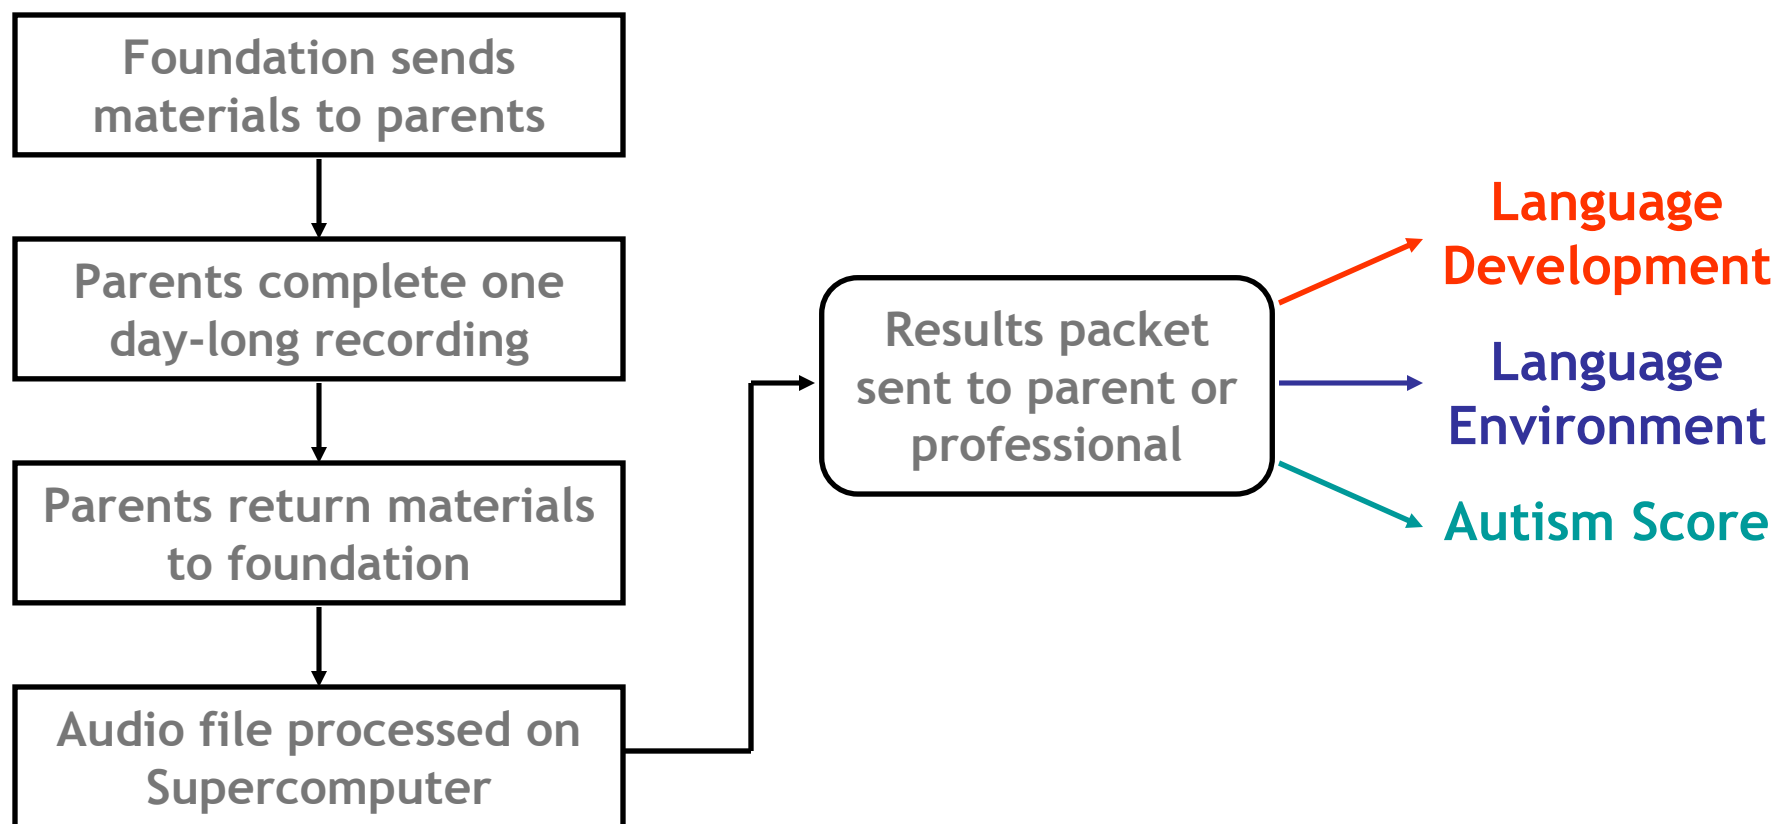 Foundation sends
materials to parents
Parents complete one
day-long recording
Parents return materials
to foundation
Audio file processed on
Supercomputer
Results packet
sent to parent or
professional
Language
Development
Language
Environment
Autism Score